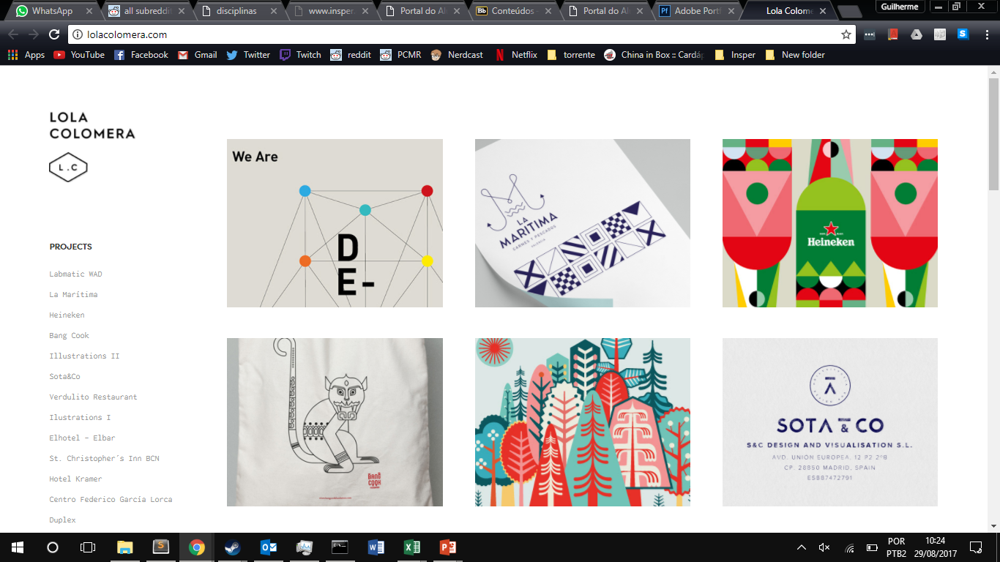 WhatsApp
all subreddit
disciplinas
www.insper.
Portal do Al
Conteúdos -
Portal do Al
Adobe Portf
Lola Colome
Guilherme
lolacolomera.com
Apps
YouTube
Facebook
Gmail
Twitter
Twitch
reddit
PCMR
Nerdcast
Netflix
torrente
China in Box :: Cardáp
Insper
New folder
LOLA
COLOMERA
L.C
PROJECTS
Labmatic WAD
La Marítima
Heineken
Bang Cook
Illustrations II
Sota&Co
Verdulito Restaurant
Ilustrations I
Elhotel – Elbar
St. Christopher's Inn BCN
Hotel Kramer
Centro Federico García Lorca
Duplex
We Are
D
E-
LA
MARÍTIMA
CARNES Y PESCADOS
VALENCIA
Heineken
BANG
COOK
SOTA & CO
S&C DESIGN AND VISUALISATION S.L.
AVD. UNIÓN EUROPEA. 12 P2 2ºB
CP. 28850 MADRID, SPAIN
ESB87472791
POR
PTB2
10:24
29/08/2017